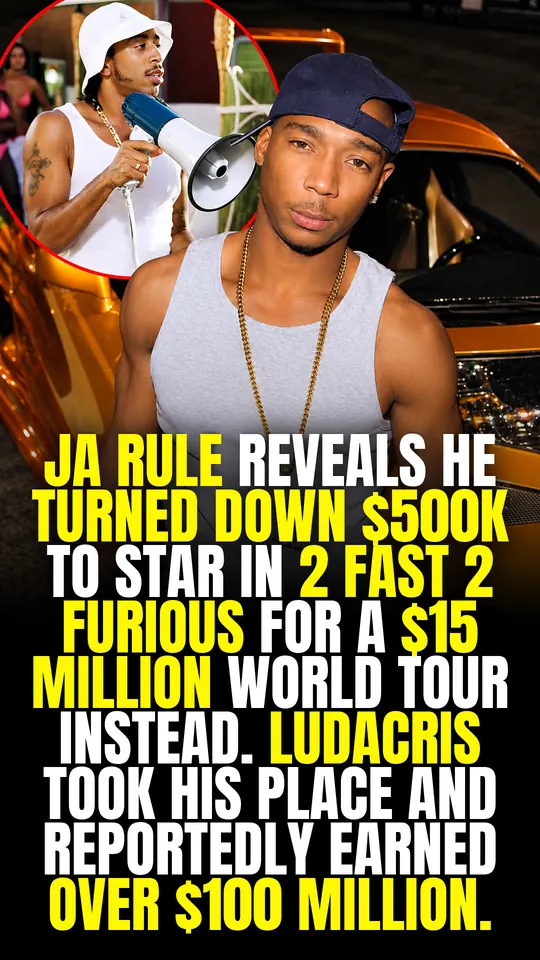 JA RULE REVEALS HE
TURNED DOWN $500K
TO STAR IN 2 FAST 2
FURIOUS FOR A $15
MILLION WORLD TOUR
INSTEAD. LUDACRIS
TOOK HIS PLACE AND
REPORTEDLY EARNED
OVER $100 MILLION.